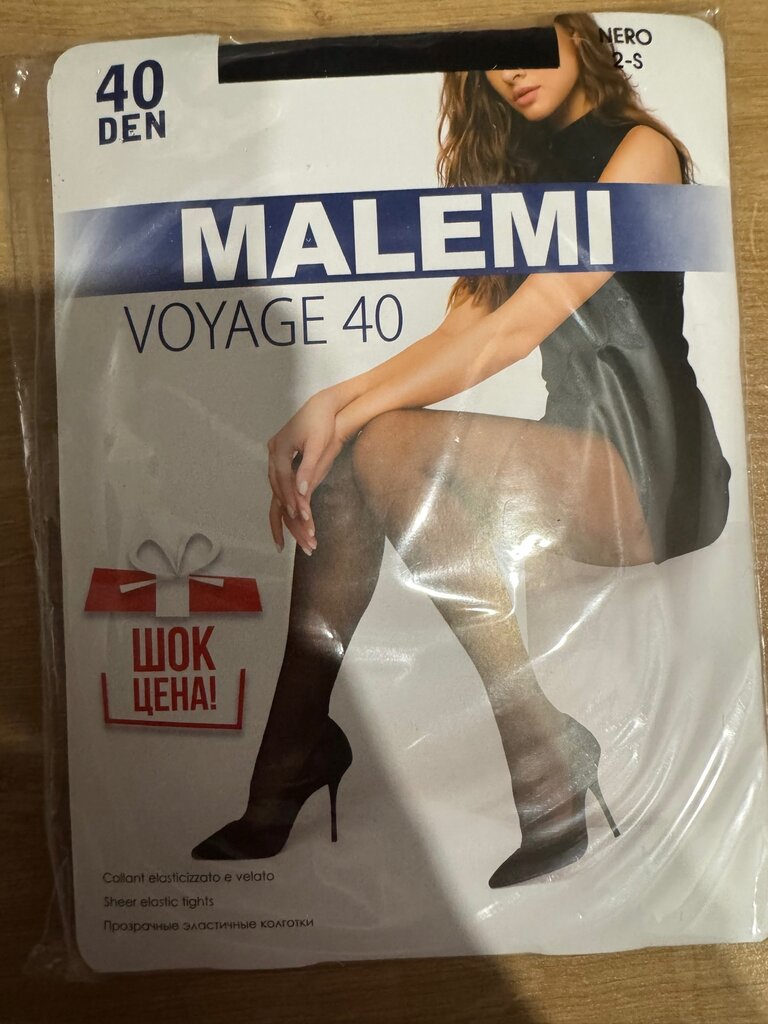 40
DEN
NERO
2-S
MALEMI
VOYAGE 40
ШОК
ЦЕНА!
Collant elasticizzato e velato
Sheer elastic tights
Прозрачные эластичные колготки